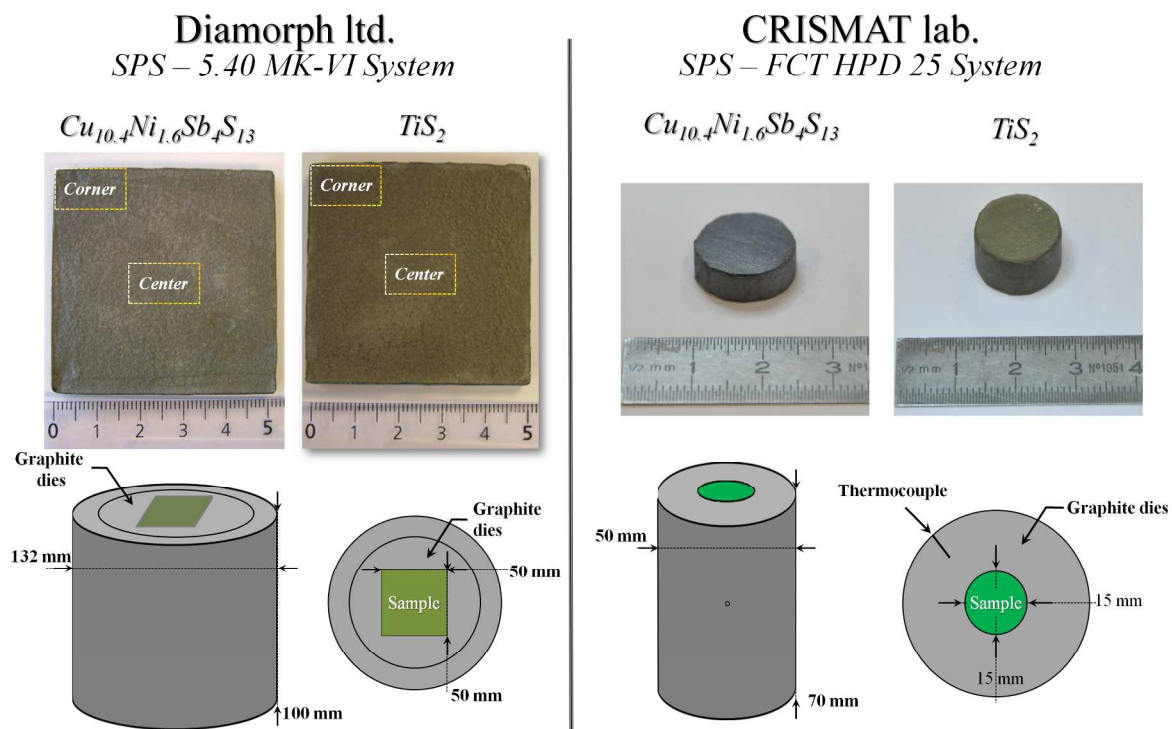 Diamorph ltd.
SPS – 5.40 MK-VI System
Cu10.4Ni1.6Sb4S13
TiS2
Corner
Center
Corner
Center
0 1 2 3 4 5
0 1 2 3 4 5
Graphite
dies
132 mm
100 mm
Graphite
dies
Sample
50 mm
50 mm
CRISMAT lab.
SPS – FCT HPD 25 System
Cu10.4Ni1.6Sb4S13
TiS2
1/2 mm 1 2 3 Nº1
1/2 mm 1 2 3 Nº1051 4
50 mm
70 mm
Thermocouple
Graphite dies
Sample
15 mm
15 mm